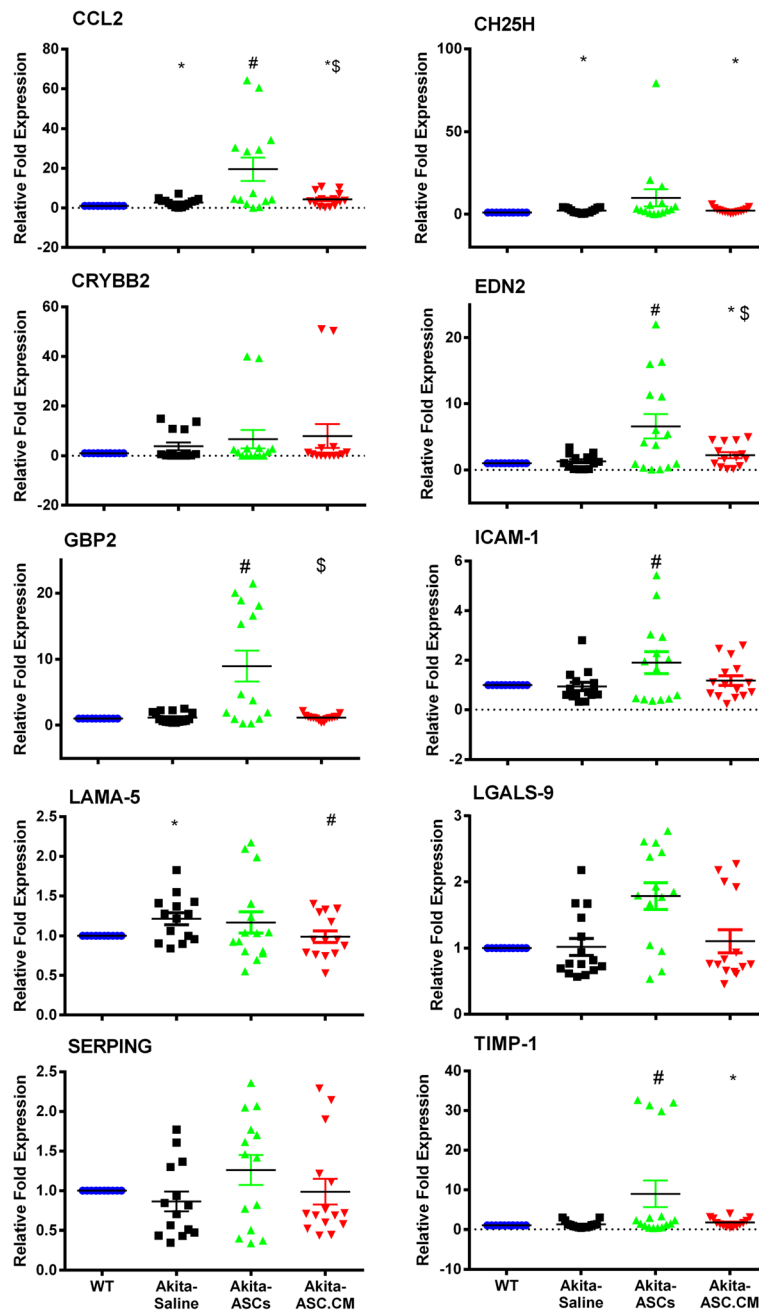 CCL2
Relative Fold Expression
80
60
40
20
0
-20
*
#
*$
CH25H
Relative Fold Expression
100
50
0
-20
*
*
CRYBB2
Relative Fold Expression
60
40
20
0
-20
EDN2
Relative Fold Expression
20
10
0
#
* $
GBP2
Relative Fold Expression
20
10
0
#
$
ICAM-1
Relative Fold Expression
6
4
2
0
-2
#
LAMA-5
Relative Fold Expression
2.5
2.0
1.5
1.0
0.5
0.0
*
#
LGALS-9
Relative Fold Expression
3
2
1
0
SERPING
Relative Fold Expression
2.5
2.0
1.5
1.0
0.5
0.0
WT
Akita-
Saline
Akita-
ASCs
Akita-
ASC.CM
TIMP-1
Relative Fold Expression
40
30
20
10
0
-10
#
*
WT
Akita-
Saline
Akita-
ASCs
Akita-
ASC.CM